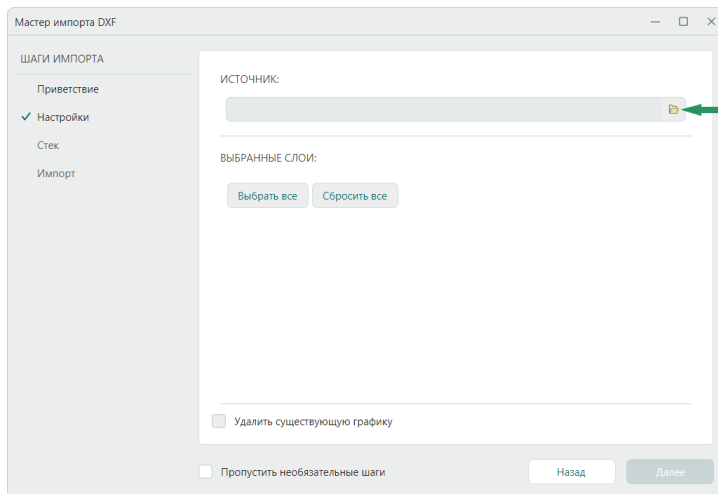 Мастер импорта DXF
ШАГИ ИМПОРТА
Приветствие
Настройки
Стек
Импорт
ИСТОЧНИК:
ВЫБРАННЫЕ СЛОИ:
Выбрать все Сбросить все
Удалить существующую графику
Пропустить необязательные шаги
Назад Далее